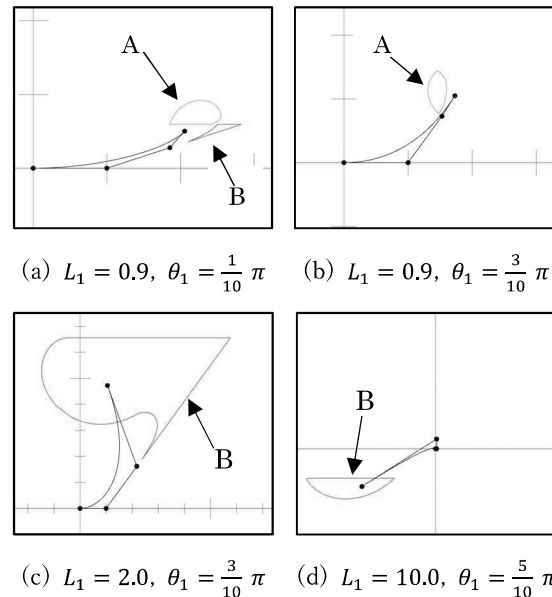 A
B
A
(a) L₁ = 0.9, θ₁ = 1/10 π
(b) L₁ = 0.9, θ₁ = 3/10 π
B
B
(c) L₁ = 2.0, θ₁ = 3/10 π
(d) L₁ = 10.0, θ₁ = 5/10 π